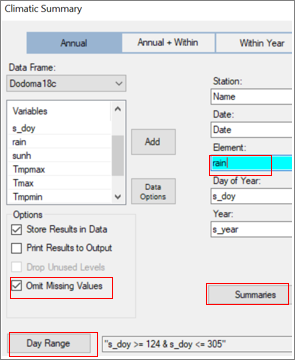 Climatic Summary
Annual
Annual + Within
Within Year
Data Frame:
Dodoma18c
Variables
s_doy
rain
sunh
Tmpmax
Tmax
Tmpmin
Add
Data
Options
Station:
Name
Date:
Date
Element:
rain
Day of Year:
s_doy
Year:
s_year
Options
Store Results in Data
Print Results to Output
Drop Unused Levels
Omit Missing Values
Summaries
Day Range
"s_doy >= 124 & s_doy <= 305"